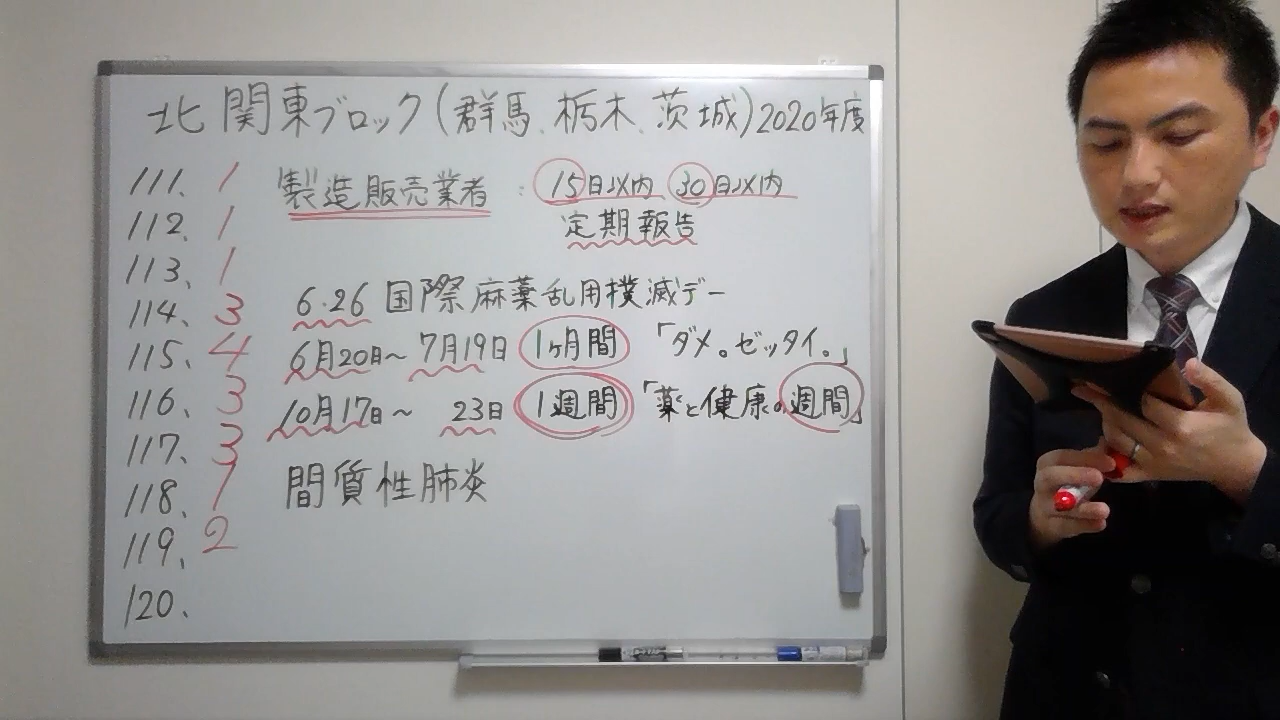 北関東ブロック(群馬、栃木、茨城)2020年度
111、1 製造販売業者:15日以内 30日以内
112、1 定期報告
113、1
114、3 6・26 国際麻薬乱用撲滅デー
115、4 6月20日~7月19日 1ヶ月間 「ダメ。ゼッタイ。」
116、3 10月17日~23日 1週間 「薬と健康の週間」
117、3
118、1 間質性肺炎
119、2
120、